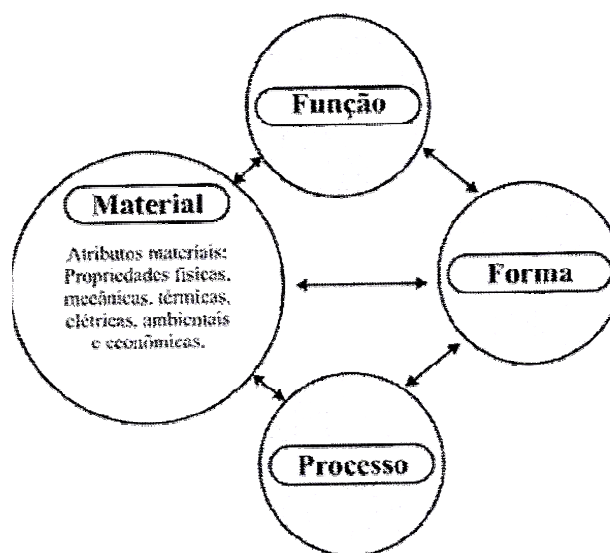 Função
Material
Atributos materiais:
Propriedades físicas,
mecânicas, térmicas,
elétricas, ambientais
e econômicas.
Forma
Processo